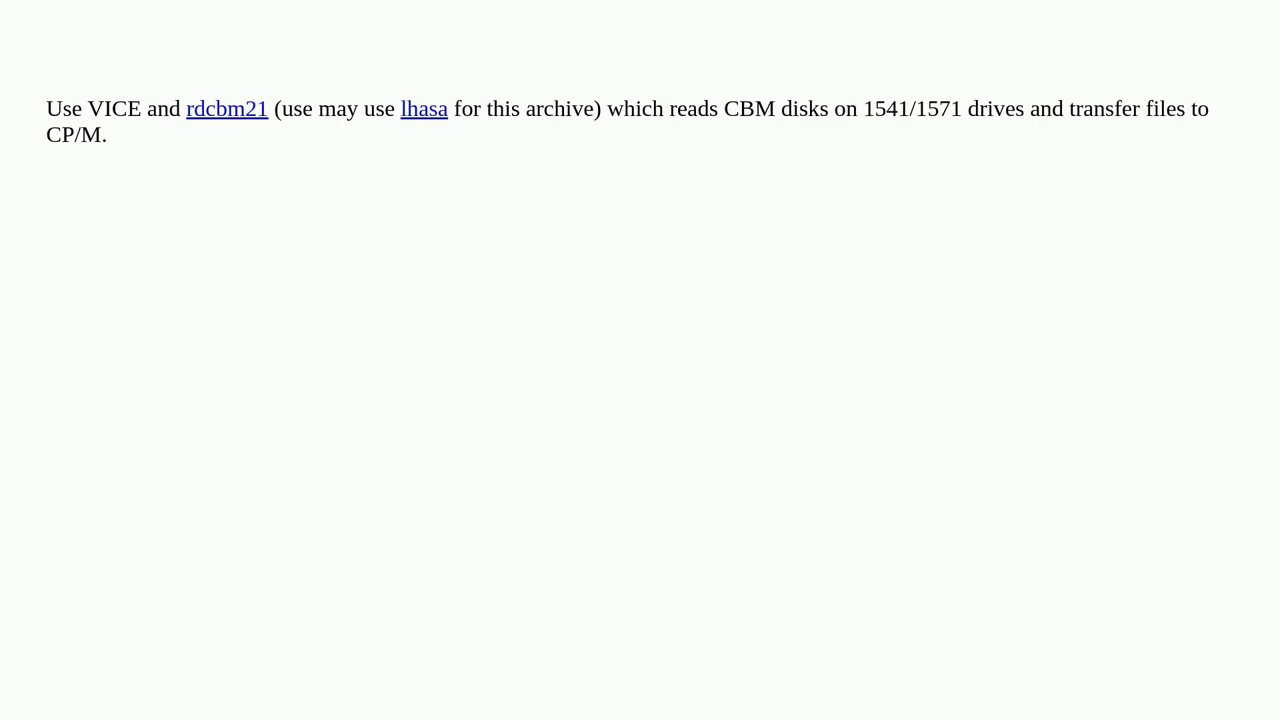 Use VICE and rdcbm21 (use may use lhasa for this archive) which reads CBM disks on 1541/1571 drives and transfer files to
CP/M.